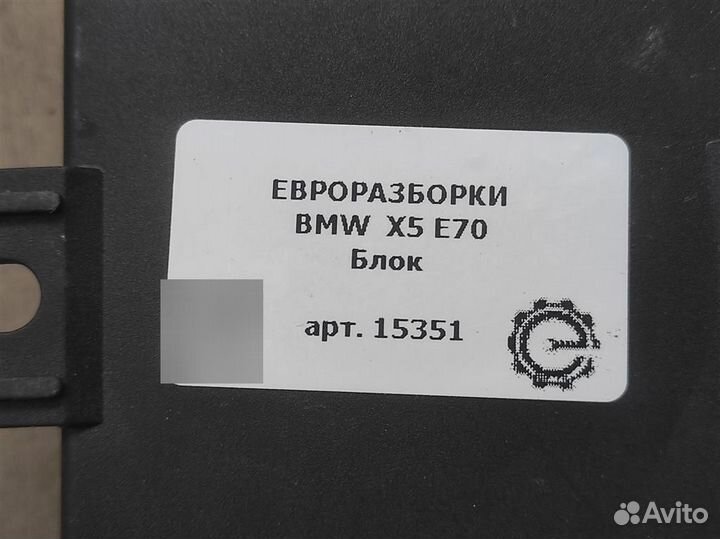 ЕВРОРАЗБОРКИ
BMW X5 E70
Блок
арт. 15351
Avito